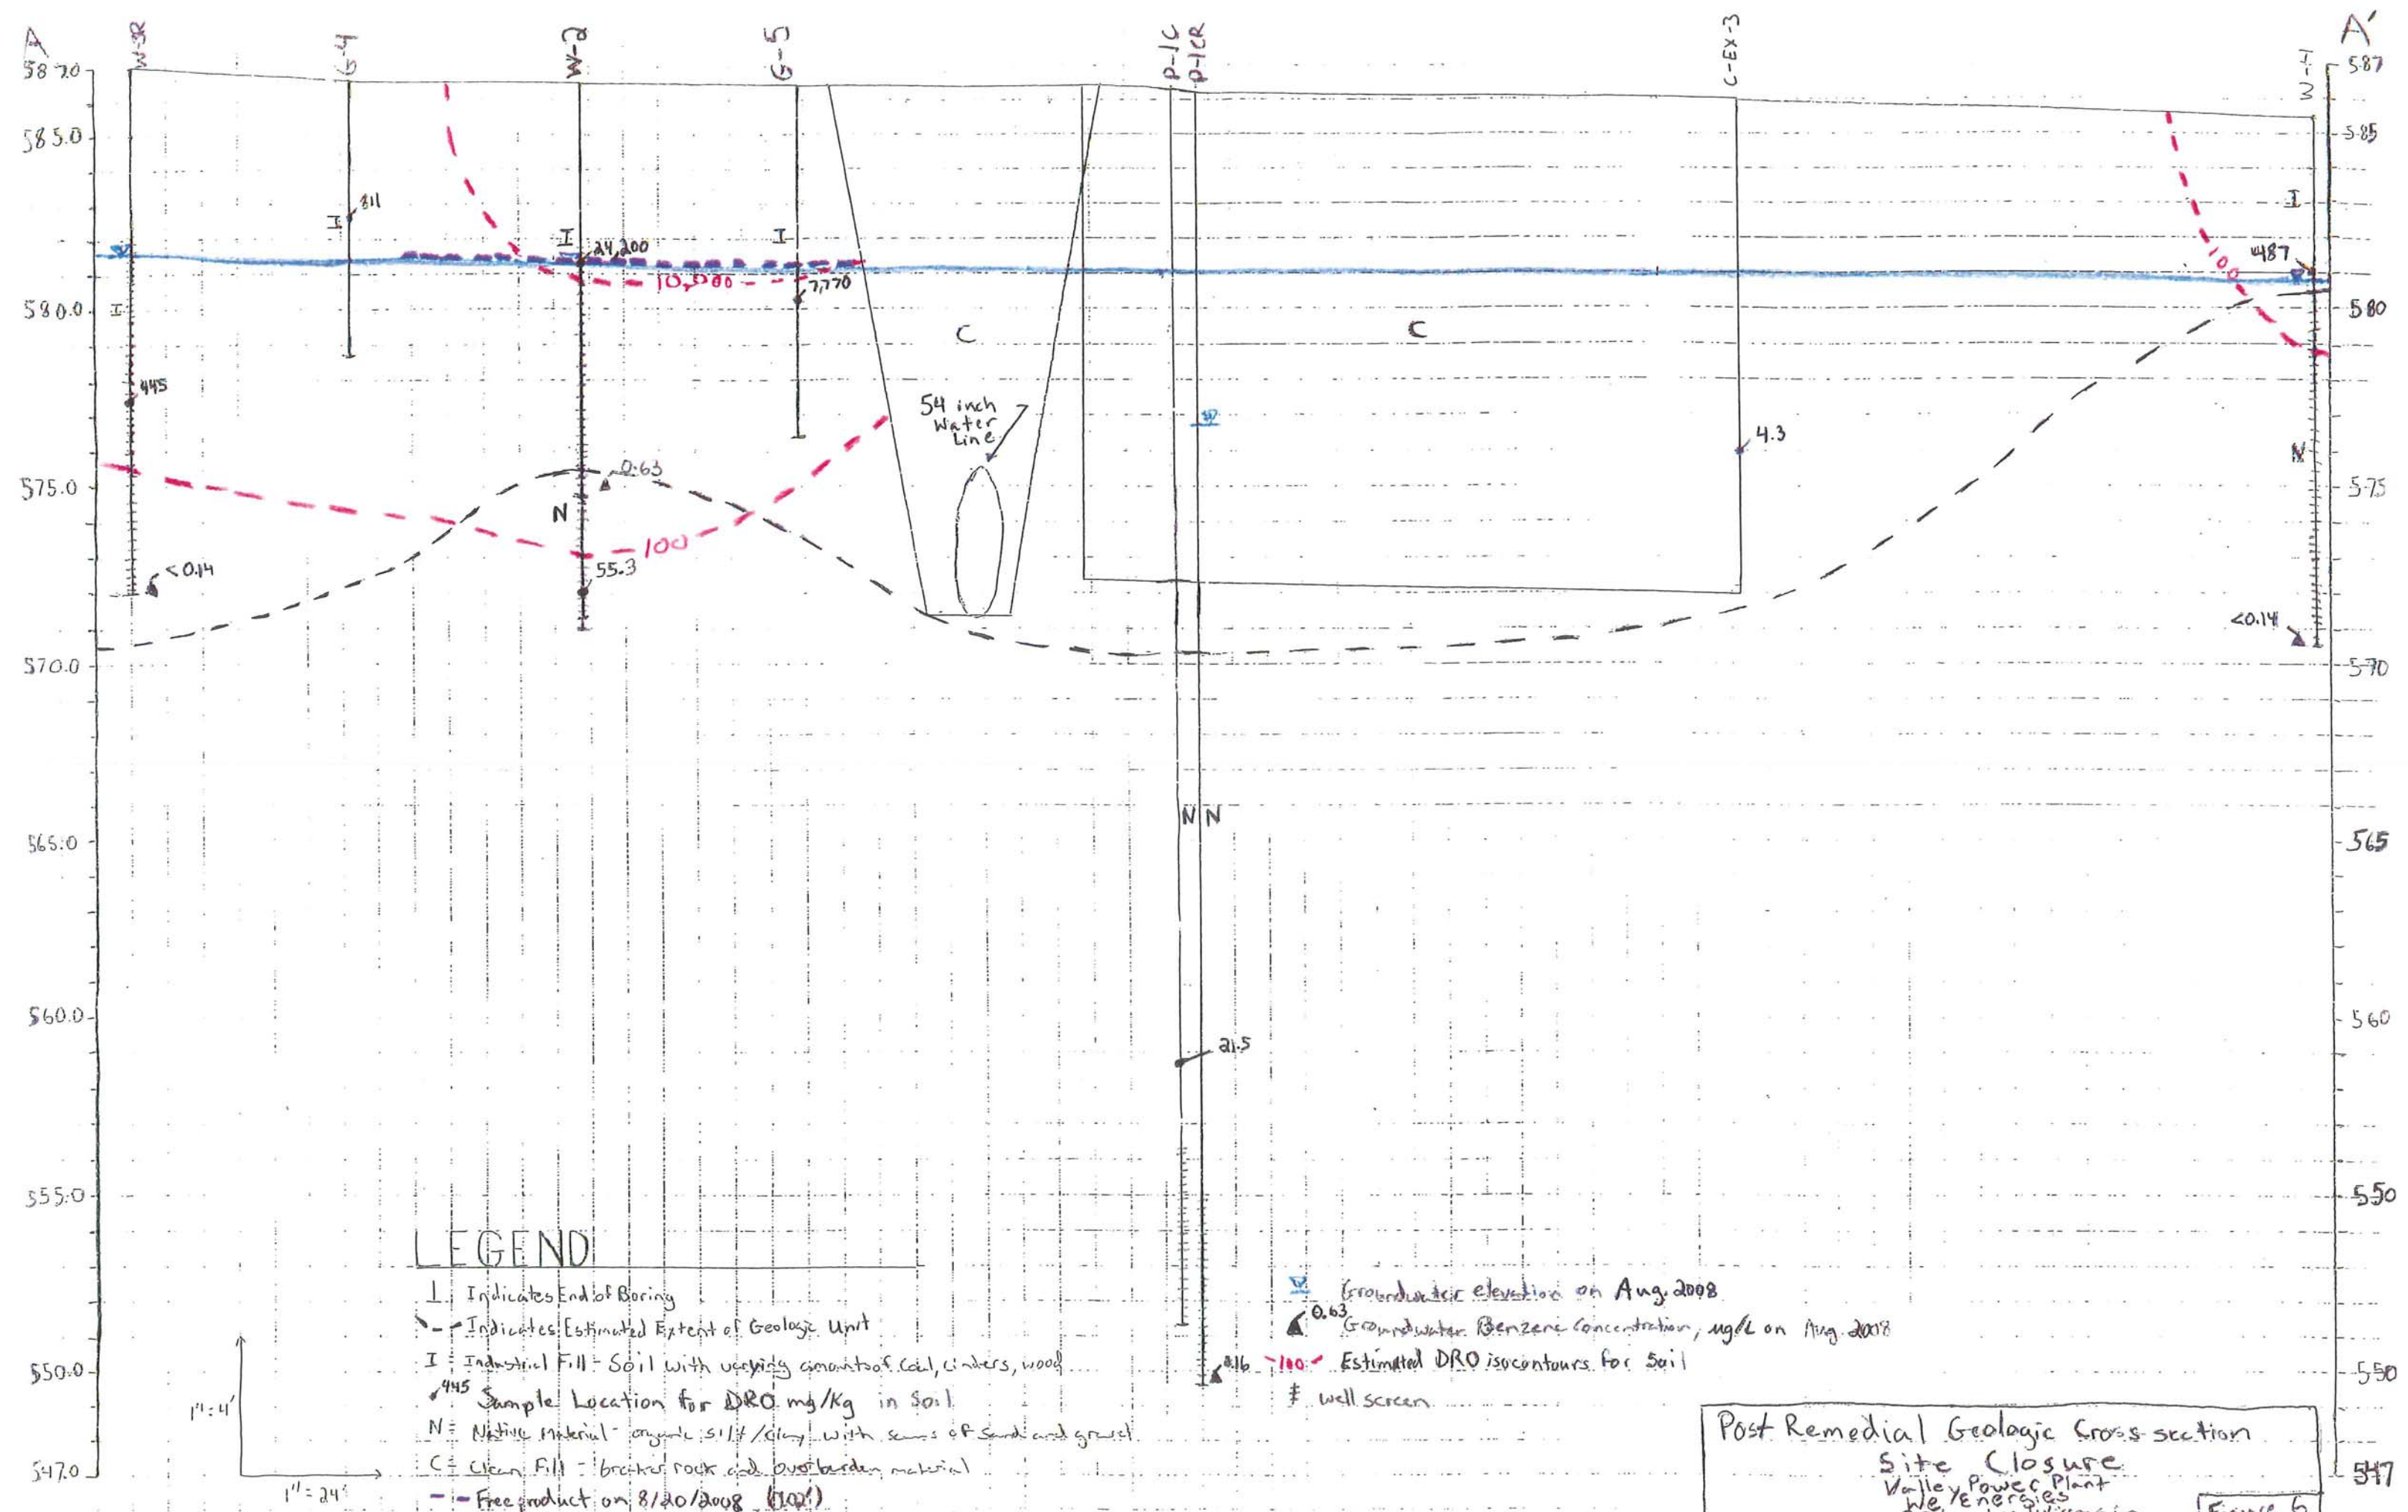 A
A'
W-3R
G-4
W-2
G-5
P-1C
P-1CR
C-EX-3
587.0
587
585.0
585
811
I
I
I
I
487
24,200
100
10,000
7,770
580.0
I
580
C
C
445
54 inch
Water
Line
4.3
N
0.63
575.0
575
N
100
55.3
<0.14
<0.14
570.0
570
N N
565.0
565
560.0
560
21.5
555.0
550
LEGEND
I Indicates End of Boring
Indicates Estimated Extent of Geologic Unit
I = Industrial Fill - Soil with varying amounts of coal, cinders, wood
445 Sample Location for DRO mg/Kg in Soil
N = Native Material - organic silt/clay with seams of sand and gravel
C = Clean Fill - broken rock and overburden material
Free product on 8/20/2008 (.02')
Groundwater elevation on Aug. 2008
0.63 Groundwater Benzene Concentration, ug/L on Aug. 2008
100 Estimated DRO isocontours for Soil
well screen
0.16
550.0
550
1"=4'
1"=24'
547.0
547
Post Remedial Geologic Cross section
Site Closure
Valley Power Plant
We Energies
Figure 6